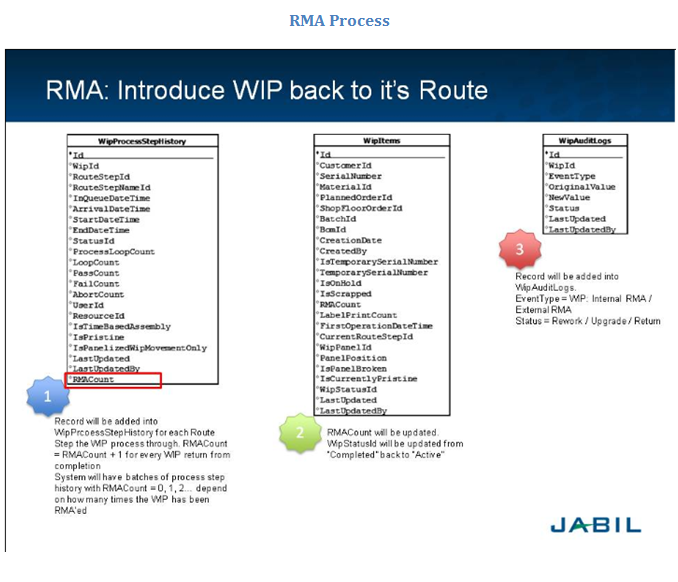 RMA Process
RMA: Introduce WIP back to it's Route
WipProcessStepHistory
*Id
°WipId
°RouteStepId
°RouteStepNameId
°InQueueDateTime
°ArrivalDateTime
°StartDateTime
°EndDateTime
°StatusId
°ProcessLoopCount
°LoopCount
°PassCount
°FailCount
°AbortCount
°UserId
°ResourceId
°IsTimeBasedAssembly
°IsPristine
°IsPanelizedWipMovementOnly
°LastUpdated
°LastUpdatedBy
°RMACount
1
Record will be added into
WipPrcoessStepHistory for each Route
Step the WIP process through. RMACount
= RMACount + 1 for every WIP return from
completion
System will have batches of process step
history with RMACount = 0, 1, 2... depend
on how many times the WIP has been
RMA'ed
WipItems
*Id
°CustomerId
°SerialNumber
°MaterialId
°PlannedOrderId
°ShopFloorOrderId
°BatchId
°BomId
°CreationDate
°CreatedBy
°IsTemporarySerialNumber
°TemporarySerialNumber
°IsOnHold
°IsScrapped
°RMACount
°LabelPrintCount
°FirstOperationDateTime
°CurrentRouteStepId
°WipPanelId
°PanelPosition
°IsPanelBroken
°IsCurrentlyPristine
°WipStatusId
°LastUpdated
°LastUpdatedBy
2
RMACount will be updated.
WipStatusId will be updated from
"Completed" back to "Active"
WipAuditLogs
*Id
°WipId
°EventType
°OriginalValue
°NewValue
°Status
°LastUpdated
°LastUpdatedBy
3
Record will be added into
WipAuditLogs.
EventType = WIP: Internal RMA /
External RMA
Status = Rework / Upgrade / Return
JABIL